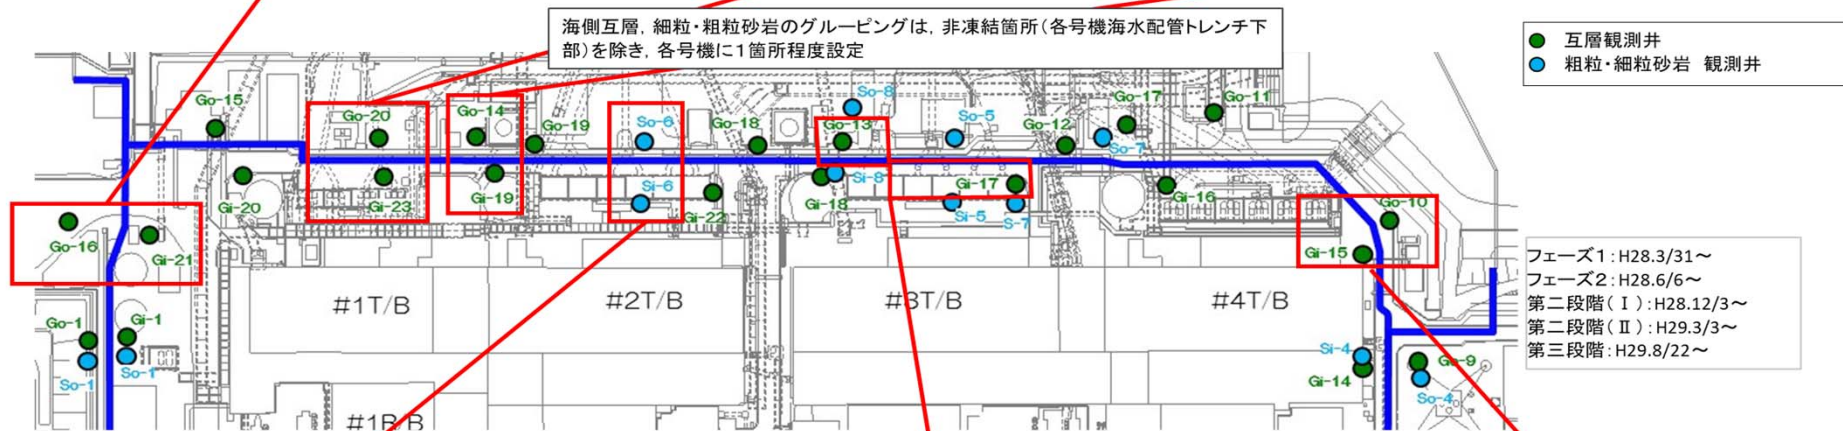 海側互層，細粒・粗粒砂岩のグルーピングは，非凍結箇所（各号機海水配管トレンチ下
部）を除き，各号機に１箇所程度設定
互層観測井
粗粒・細粒砂岩　観測井
Go-15
Go-20
Go-14
Go-19
So-6
Go-18
So-8
Go-13
So-5
Go-12
Go-17
So-7
Go-11
Gi-20
Gi-23
Gi-19
Si-6
Gi-22
Gi-18
Si-8
Gi-17
Si-5
S-7
Gi-16
Go-10
Gi-15
Go-16
Gi-21
#1T/B
#2T/B
#3T/B
#4T/B
フェーズ１：H28.3/31～
フェーズ２：H28.6/6～
第二段階（Ⅰ）：H28.12/3～
第二段階（Ⅱ）：H29.3/3～
第三段階：H29.8/22～
Go-1
Gi-1
So-1
So-1
Si-4
Gi-14
Go-9
So-4
#1R/B